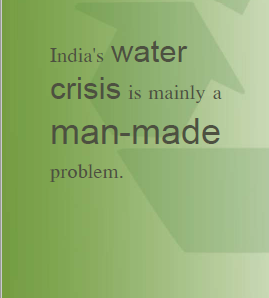 India's water
crisis is mainly a
man-made
problem.